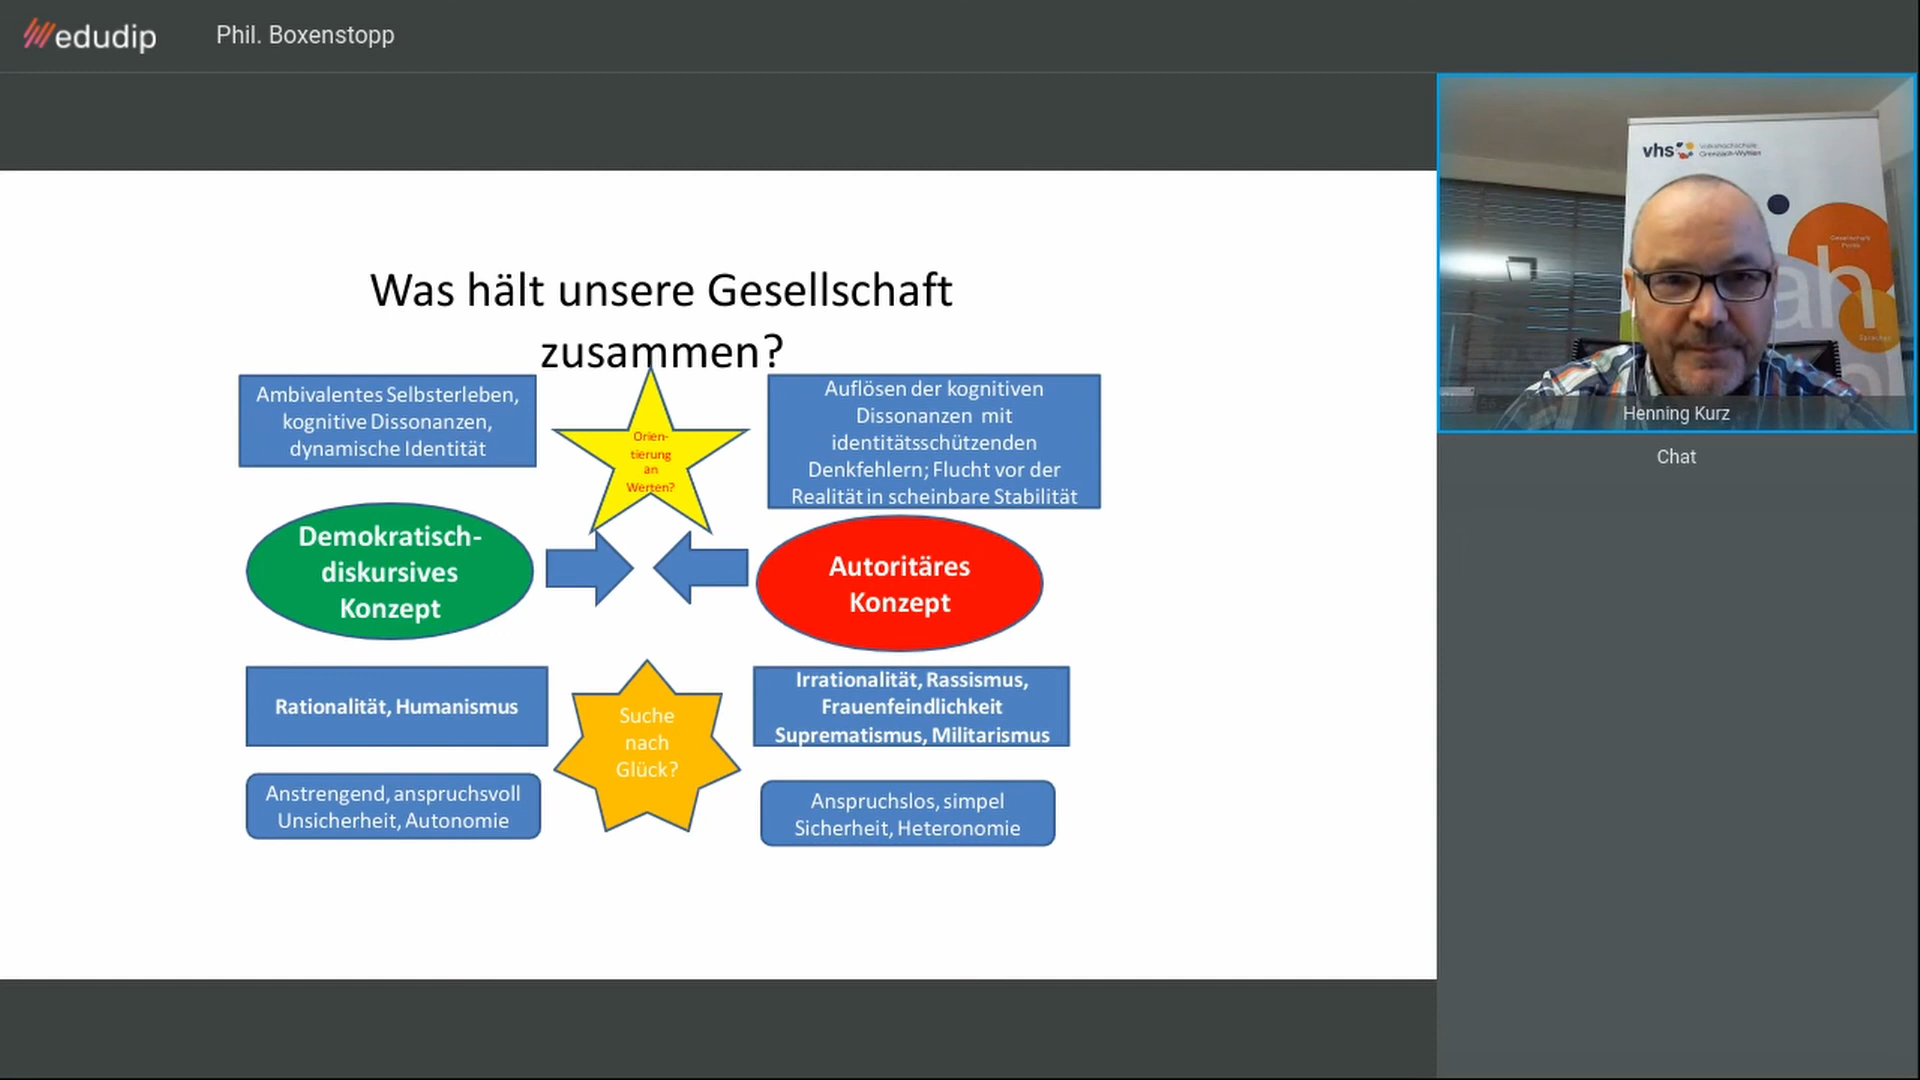 edudip
Phil. Boxenstopp
vhs
Volkshochschule
Grenzach-Wyhlen
Was hält unsere Gesellschaft
zusammen?
Ambivalentes Selbsterleben,
kognitive Dissonanzen,
dynamische Identität
Orien-
tierung
an
Werten?
Auflösen der kognitiven
Dissonanzen mit
identitätsschützenden
Denkfehlern; Flucht vor der
Realität in scheinbare Stabilität
Demokratisch-
diskursives
Konzept
Autoritäres
Konzept
Rationalität, Humanismus
Suche
nach
Glück?
Irrationalität, Rassismus,
Frauenfeindlichkeit
Suprematismus, Militarismus
Anstrengend, anspruchsvoll
Unsicherheit, Autonomie
Anspruchslos, simpel
Sicherheit, Heteronomie
Henning Kurz
Chat